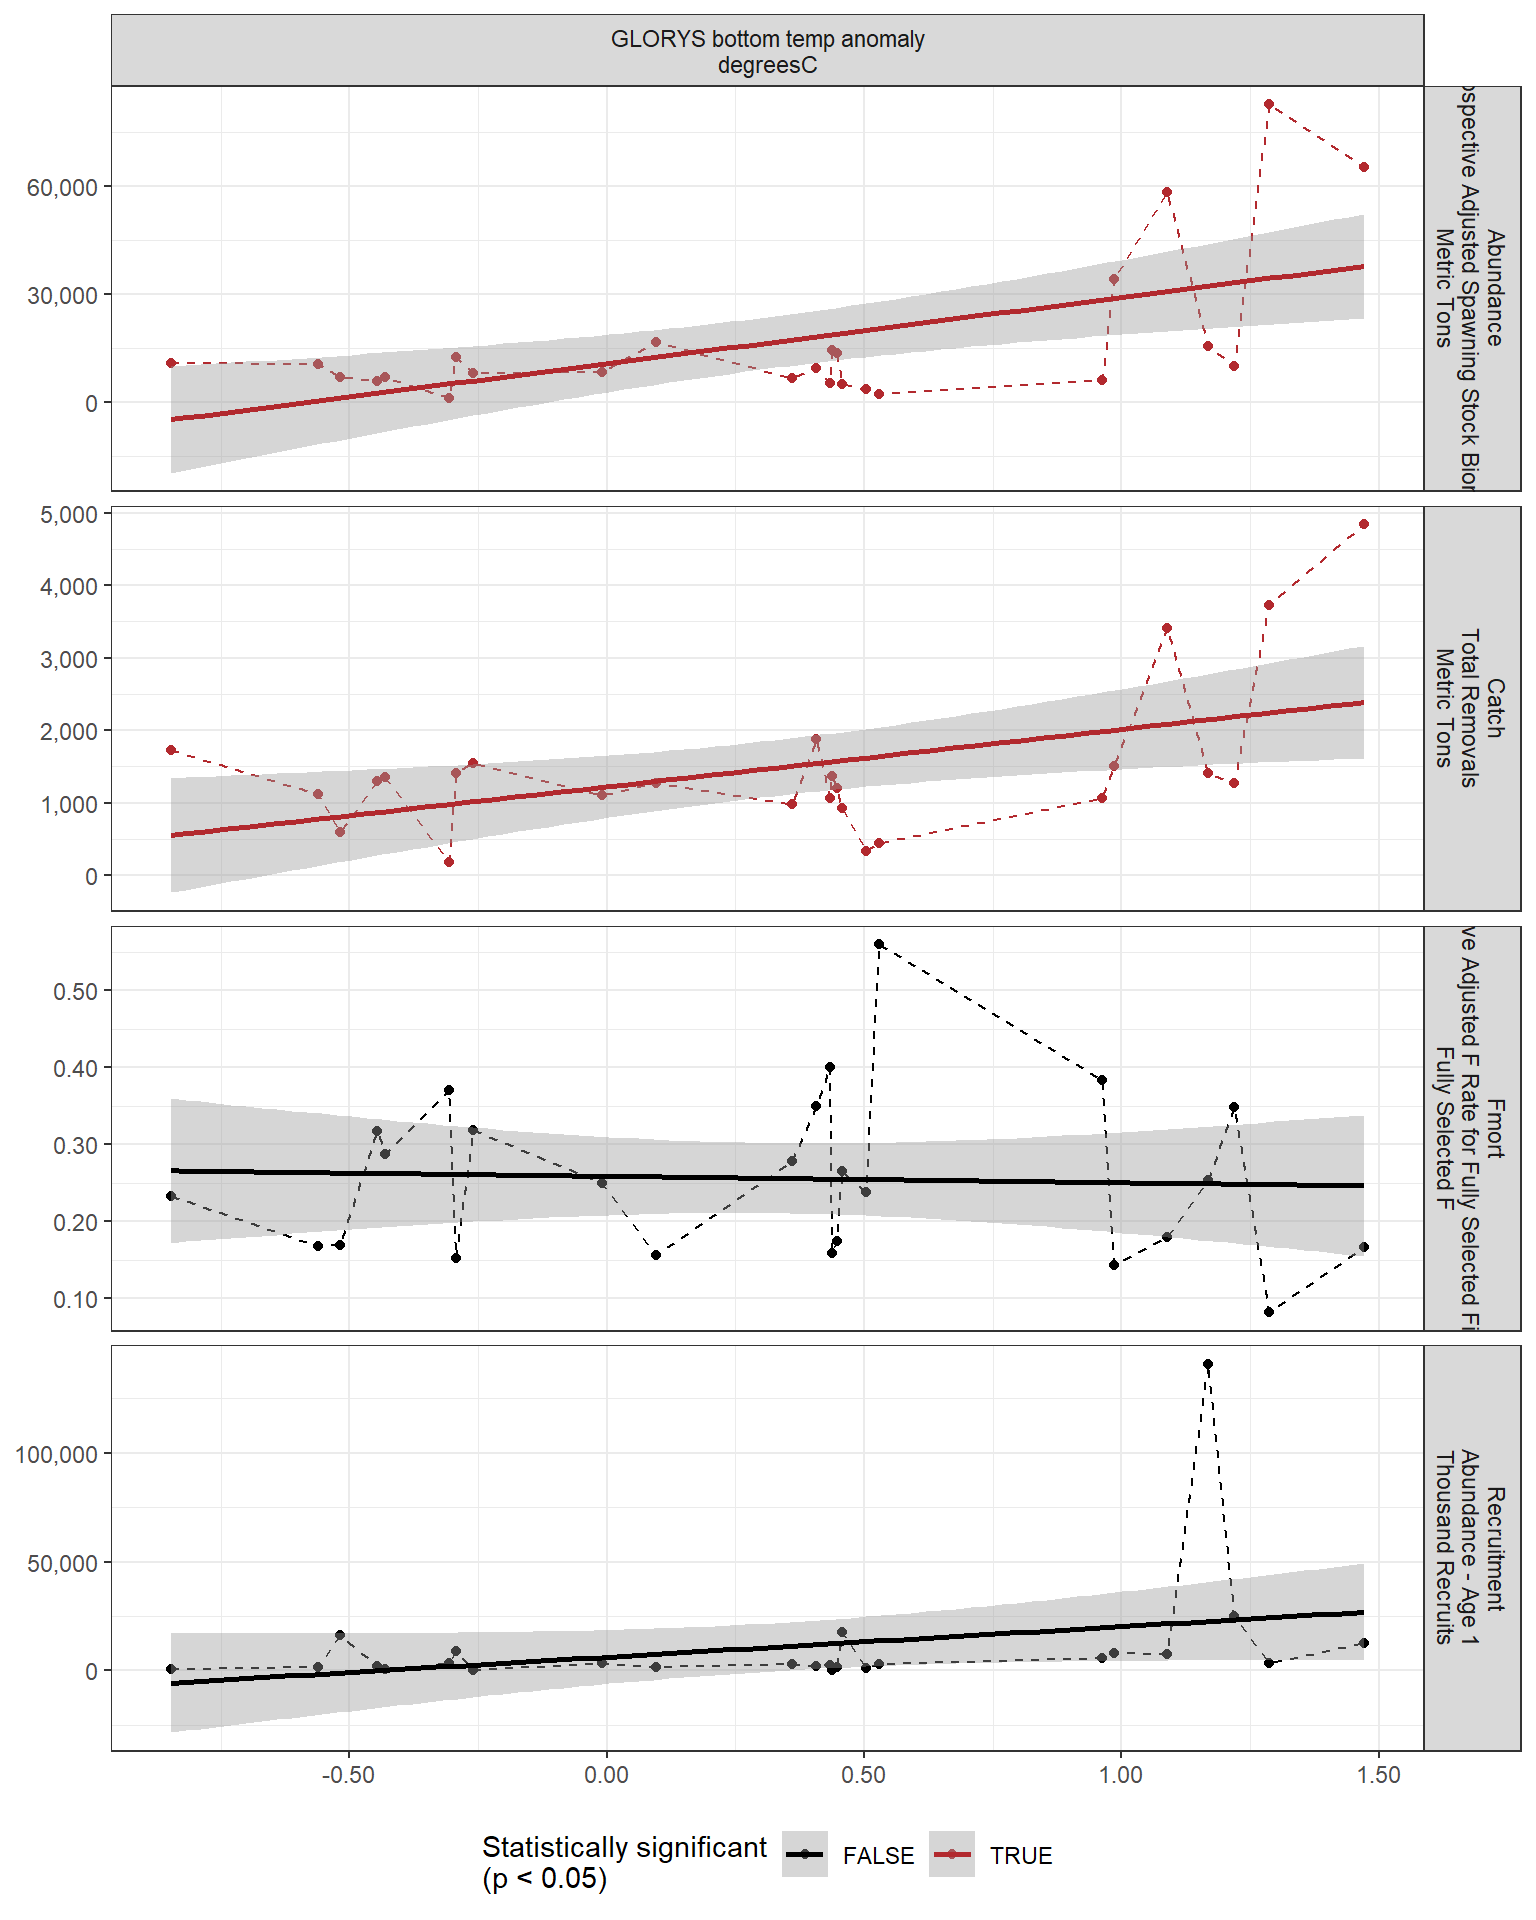 GLORYS bottom temp anomaly
degreesC
60,000
30,000
0
Abundance
Adjusted Spawning Stock
Metric Tons
5,000
4,000
3,000
2,000
1,000
0
Catch
Total Removals
Metric Tons
0.50
0.40
0.30
0.20
0.10
Fmort
Adjusted F Rate for Fully Selected
Fully Selected F
100,000
50,000
0
Recruitment
Abundance - Age 1
Thousand Recruits
-0.50
0.00
0.50
1.00
1.50
Statistically significant
(p < 0.05)
FALSE
TRUE